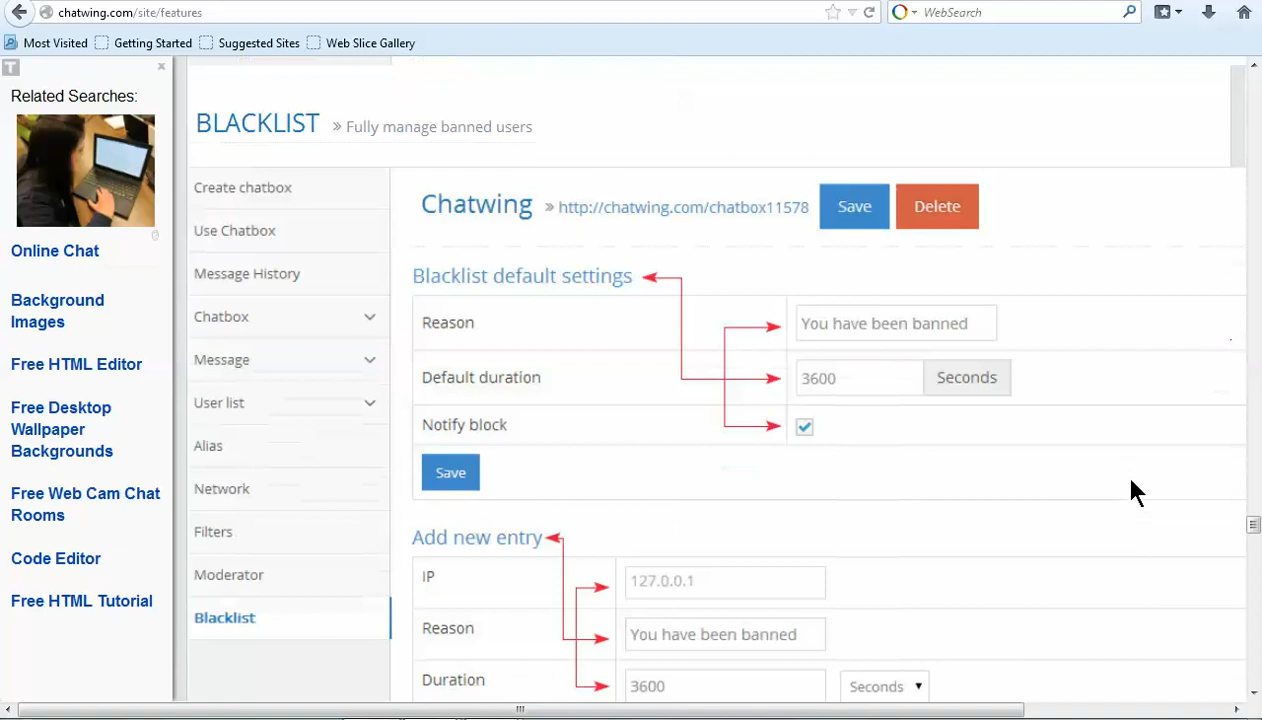 chatwing.com/site/features
WebSearch
Most Visited
Getting Started
Suggested Sites
Web Slice Gallery
T
x
Related Searches:
Online Chat
Background
Images
Free HTML Editor
Free Desktop
Wallpaper
Backgrounds
Free Web Cam Chat
Rooms
Code Editor
Free HTML Tutorial
BLACKLIST » Fully manage banned users
Create chatbox
Use Chatbox
Message History
Chatbox
Message
User list
Alias
Network
Filters
Moderator
Blacklist
Chatwing » http://chatwing.com/chatbox11578 Save Delete
Blacklist default settings
Reason You have been banned
Default duration 3600 Seconds
Notify block
Save
Add new entry
IP 127.0.0.1
Reason You have been banned
Duration 3600 Seconds